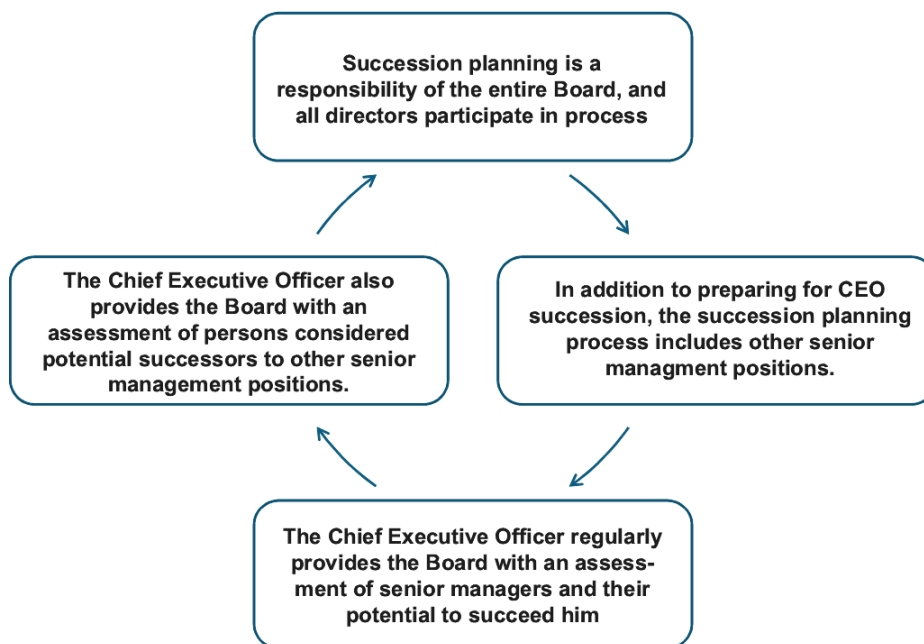 Succession planning is a
responsibility of the entire Board, and
all directors participate in process
In addition to preparing for CEO
succession, the succession planning
process includes other senior
managment positions.
The Chief Executive Officer regularly
provides the Board with an assess-
ment of senior managers and their
potential to succeed him
The Chief Executive Officer also
provides the Board with an
assessment of persons considered
potential successors to other senior
management positions.